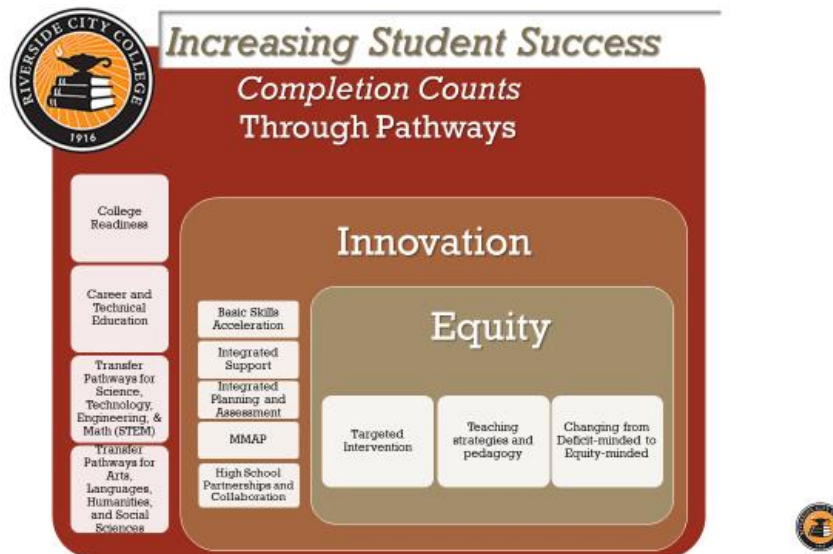 RIVERSIDE CITY COLLEGE
1916
Increasing Student Success
Completion Counts
Through Pathways
College
Readiness
Career and
Technical
Education
Transfer
Pathways for
Science,
Technology,
Engineering, &
Math (STEM)
Transfer
Pathways for
Arts,
Languages,
Humanities,
and Social
Sciences
Innovation
Basic Skills
Acceleration
Integrated
Support
Integrated
Planning and
Assessment
MMAP
High School
Partnerships and
Collaboration
Equity
Targeted
Intervention
Teaching
strategies and
pedagogy
Changing from
Deficit-minded to
Equity-minded